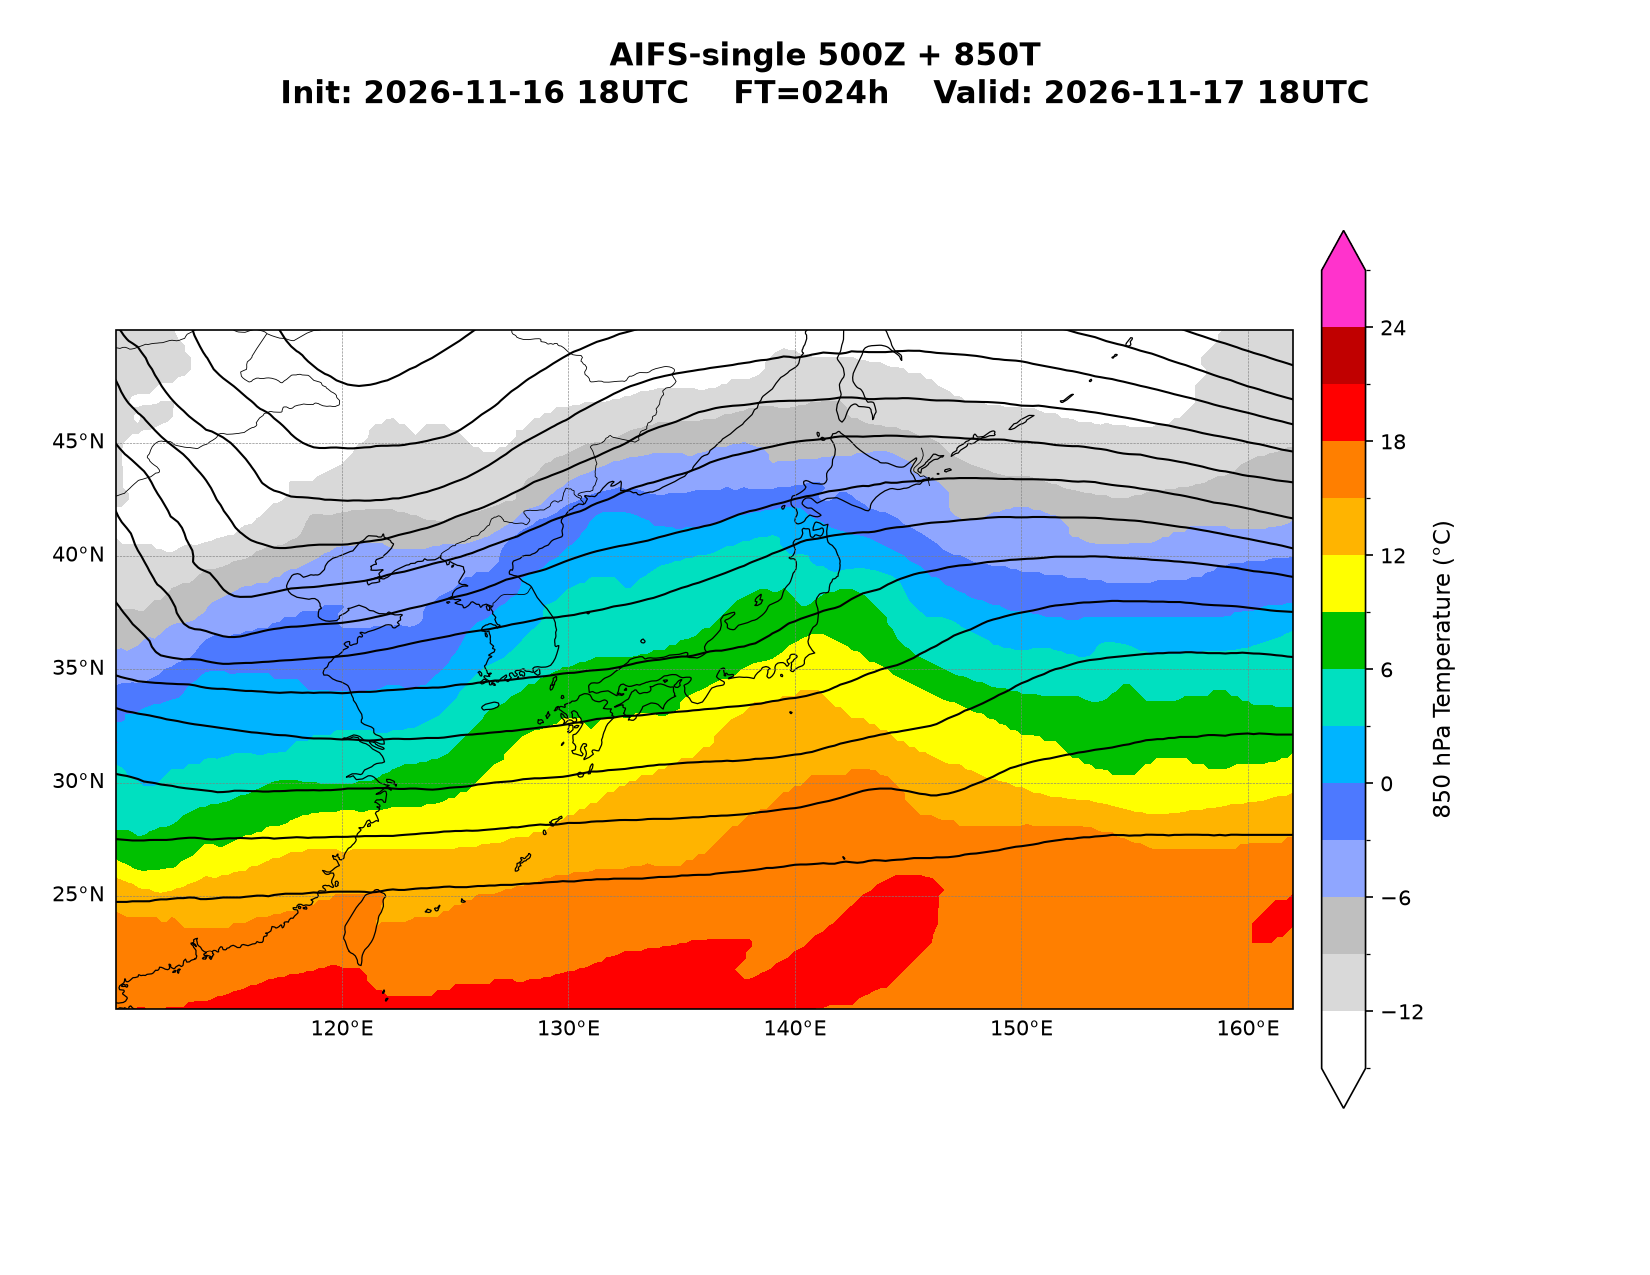 AIFS-single 500Z + 850T
Init: 2026-11-16 18UTC    FT=024h    Valid: 2026-11-17 18UTC
45°N
40°N
35°N
30°N
25°N
120°E
130°E
140°E
150°E
160°E
24
18
12
6
0
−6
−12
850 hPa Temperature (°C)